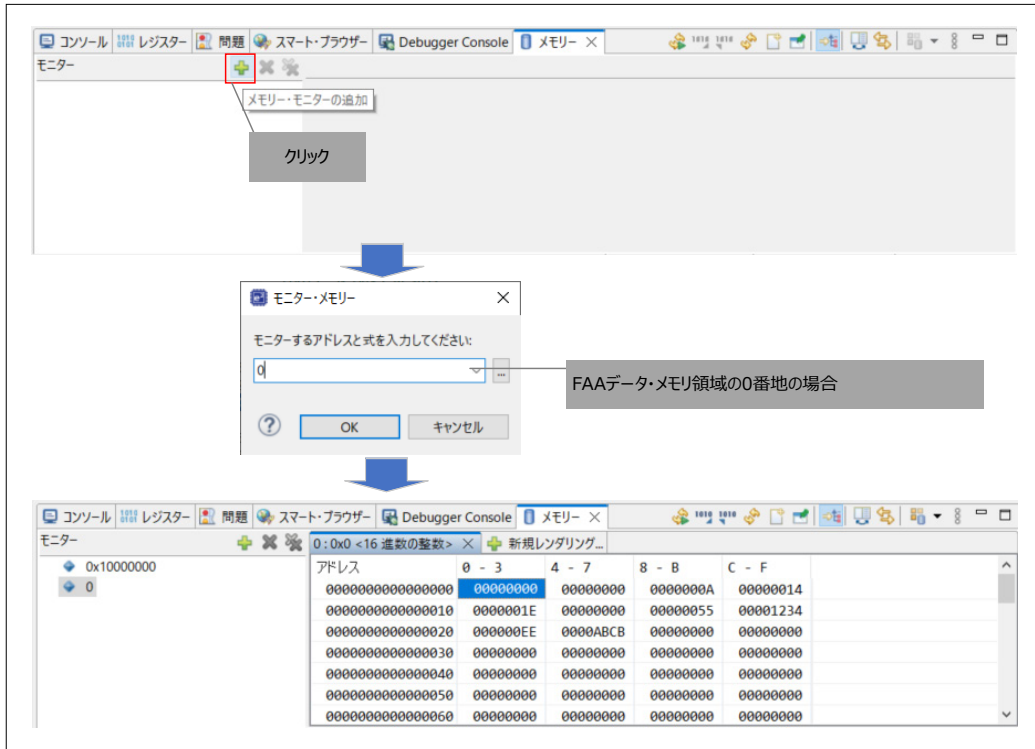 コンソール レジスター 問題 スマート・ブラウザー Debugger Console メモリー
モニター
メモリー・モニターの追加
クリック
モニター・メモリー
モニターするアドレスと式を入力してください:
0
...
FAAデータ・メモリ領域の0番地の場合
? OK キャンセル
コンソール レジスター 問題 スマート・ブラウザー Debugger Console メモリー
モニター 0 : 0x0 <16 進数の整数> 新規レンダリング...
0x10000000
0
アドレス 0 - 3 4 - 7 8 - B C - F
0000000000000000 00000000 00000000 0000000A 00000014
0000000000000010 0000001E 00000000 00000055 00001234
0000000000000020 000000EE 0000ABCB 00000000 00000000
0000000000000030 00000000 00000000 00000000 00000000
0000000000000040 00000000 00000000 00000000 00000000
0000000000000050 00000000 00000000 00000000 00000000
0000000000000060 00000000 00000000 00000000 00000000